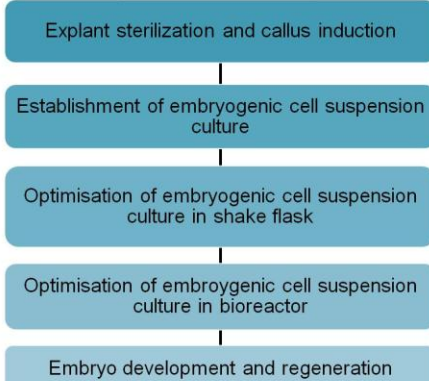 Explant sterilization and callus induction
Establishment of embryogenic cell suspension
culture
Optimisation of embryogenic cell suspension
culture in shake flask
Optimisation of embroygenic cell suspension
culture in bioreactor
Embryo development and regeneration